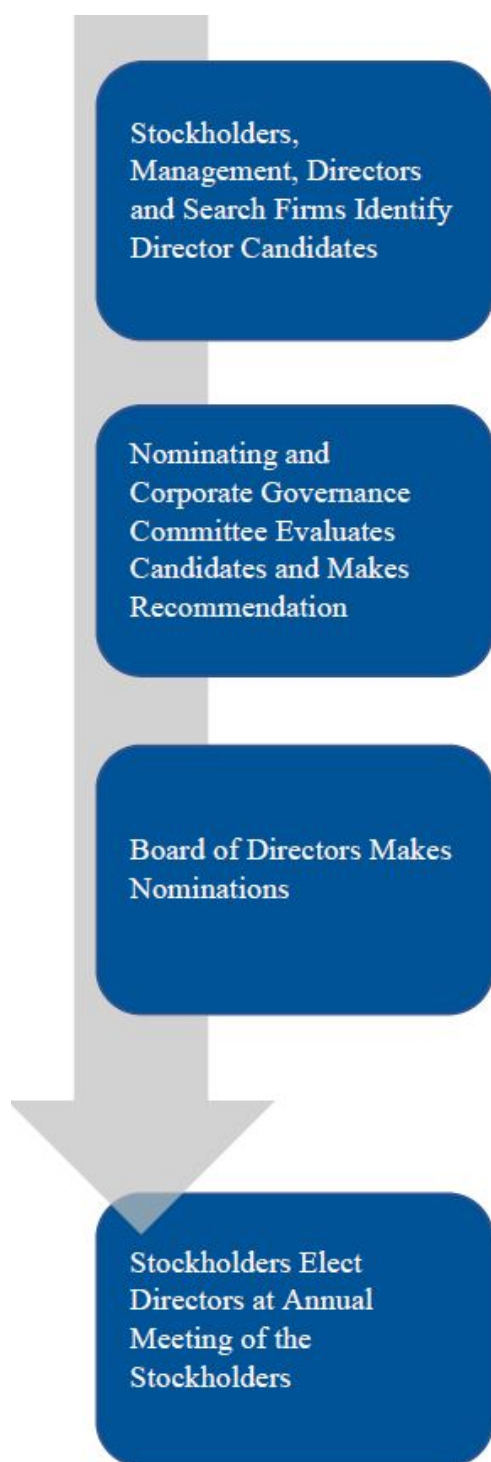 Stockholders,
Management, Directors
and Search Firms Identify
Director Candidates
Nominating and
Corporate Governance
Committee Evaluates
Candidates and Makes
Recommendation
Board of Directors Makes
Nominations
Stockholders Elect
Directors at Annual
Meeting of the
Stockholders